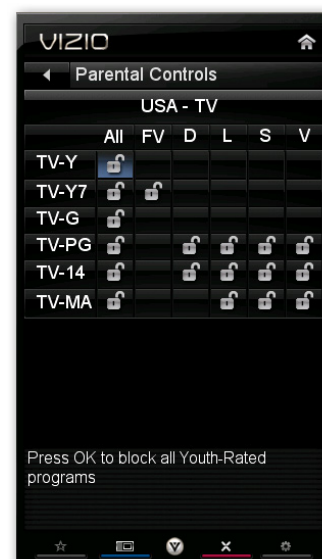 VIZIO
Parental Controls
USA - TV
All FV D L S V
TV-Y
TV-Y7
TV-G
TV-PG
TV-14
TV-MA
Press OK to block all Youth-Rated
programs
V